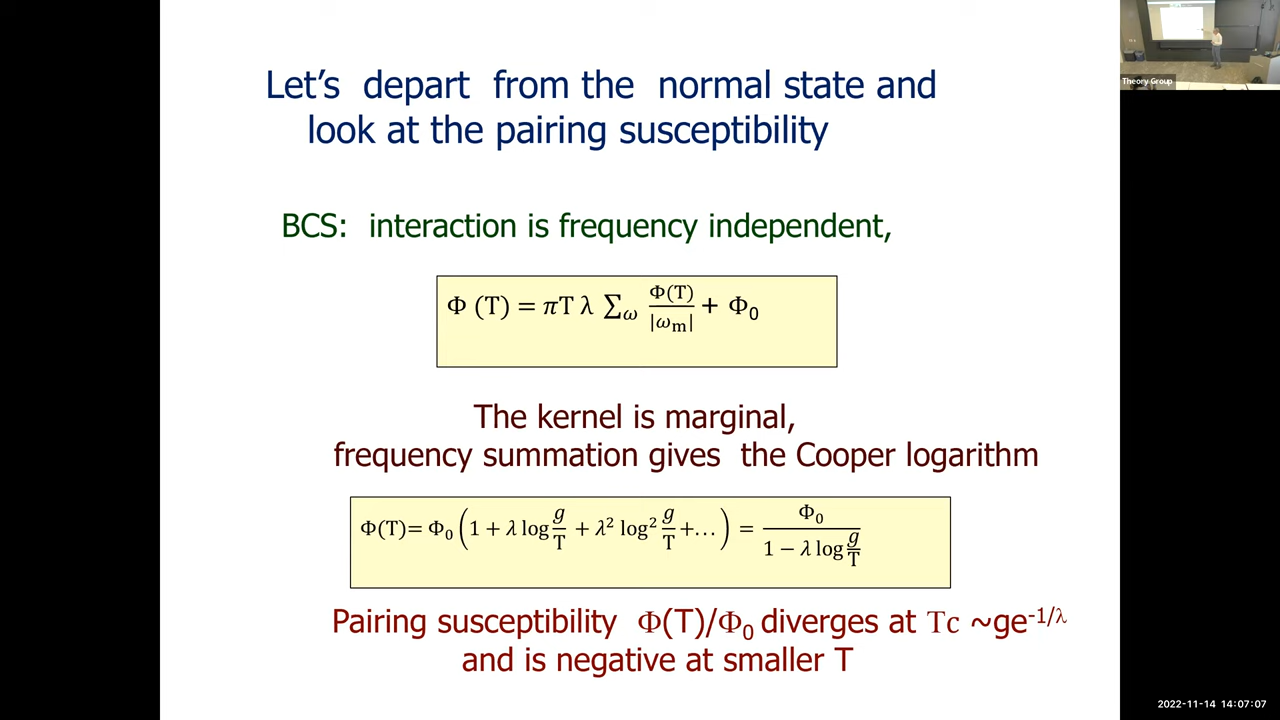 Let's depart from the normal state and
look at the pairing susceptibility
BCS: interaction is frequency independent,
Φ (T) = πT λ ∑ω Φ(T)/|ωm| + Φ0
The kernel is marginal,
frequency summation gives the Cooper logarithm
Φ(T)= Φ0 (1 + λ log g/T + λ² log² g/T +...) = Φ0/(1 − λ log g/T)
Pairing susceptibility Φ(T)/Φ0 diverges at Tc ~ge-1/λ
and is negative at smaller T
Theory Group
2022-11-14 14:07:07